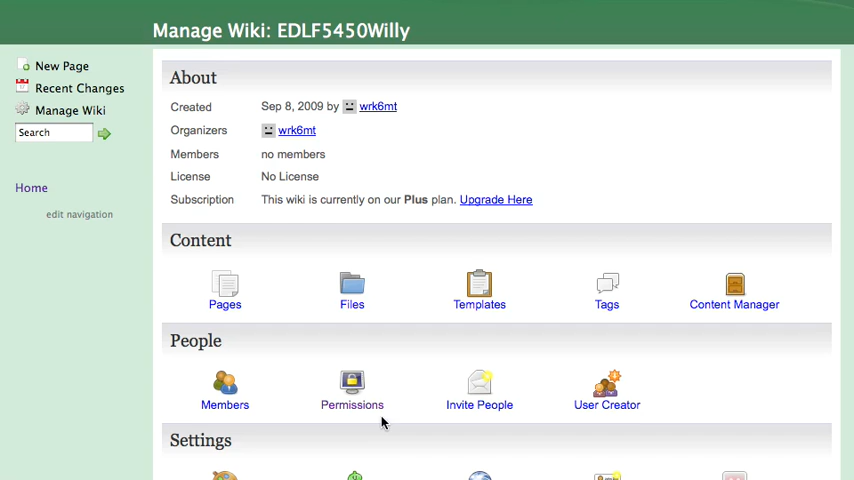 Manage Wiki: EDLF5450Willy
New Page
Recent Changes
Manage Wiki
Search
Home
edit navigation
About
Created Sep 8, 2009 by wrk6mt
Organizers wrk6mt
Members no members
License No License
Subscription This wiki is currently on our Plus plan. Upgrade Here
Content
Pages Files Templates Tags Content Manager
People
Members Permissions Invite People User Creator
Settings